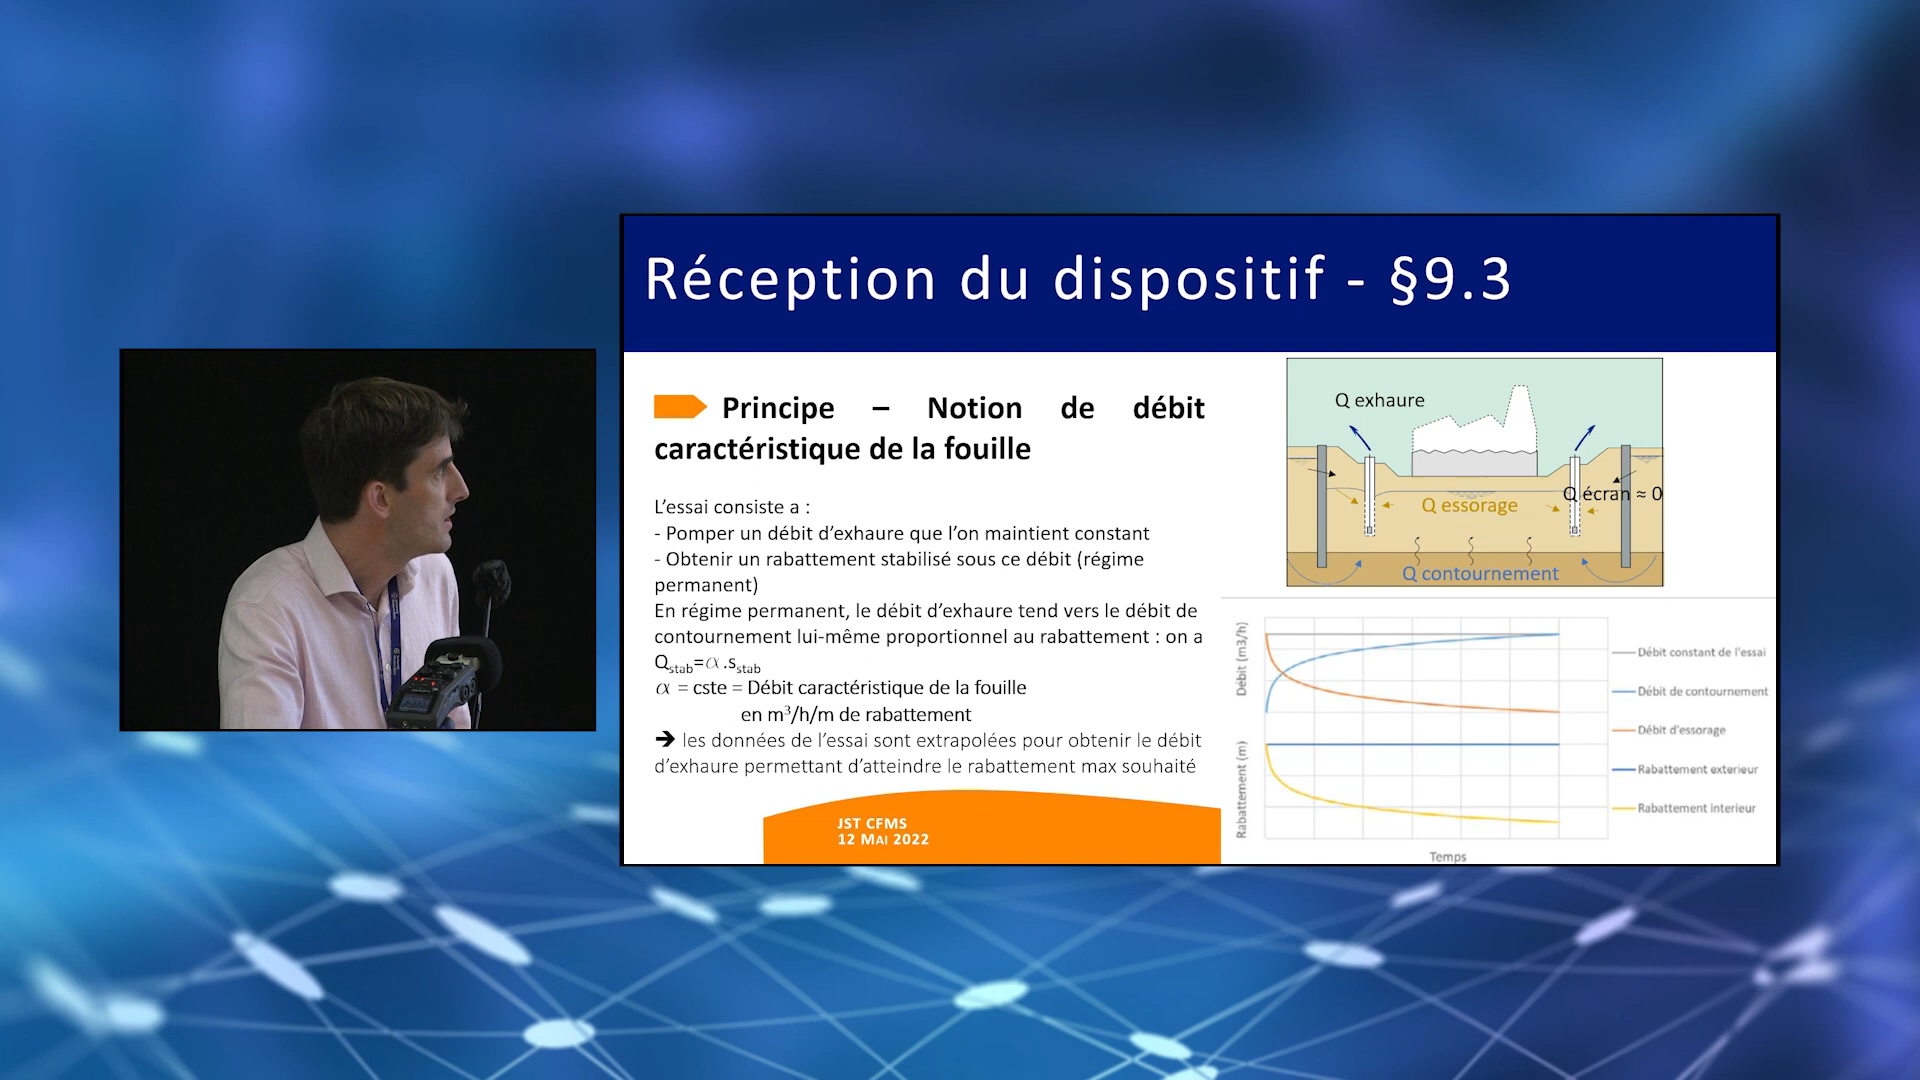 Réception du dispositif - §9.3
Principe – Notion de débit
caractéristique de la fouille
L'essai consiste a :
- Pomper un débit d'exhaure que l'on maintient constant
- Obtenir un rabattement stabilisé sous ce débit (régime
permanent)
En régime permanent, le débit d'exhaure tend vers le débit de
contournement lui-même proportionnel au rabattement : on a
Qstab=α.sstab
α = cste = Débit caractéristique de la fouille
en m³/h/m de rabattement
➔ les données de l'essai sont extrapolées pour obtenir le débit
d'exhaure permettant d'atteindre le rabattement max souhaité
JST CFMS
12 MAI 2022
Q exhaure
Q écran ≈ 0
Q essorage
Q contournement
Débit (m3/h)
Rabattement (m)
Temps
Débit constant de l'essai
Débit de contournement
Débit d'essorage
Rabattement exterieur
Rabattement interieur